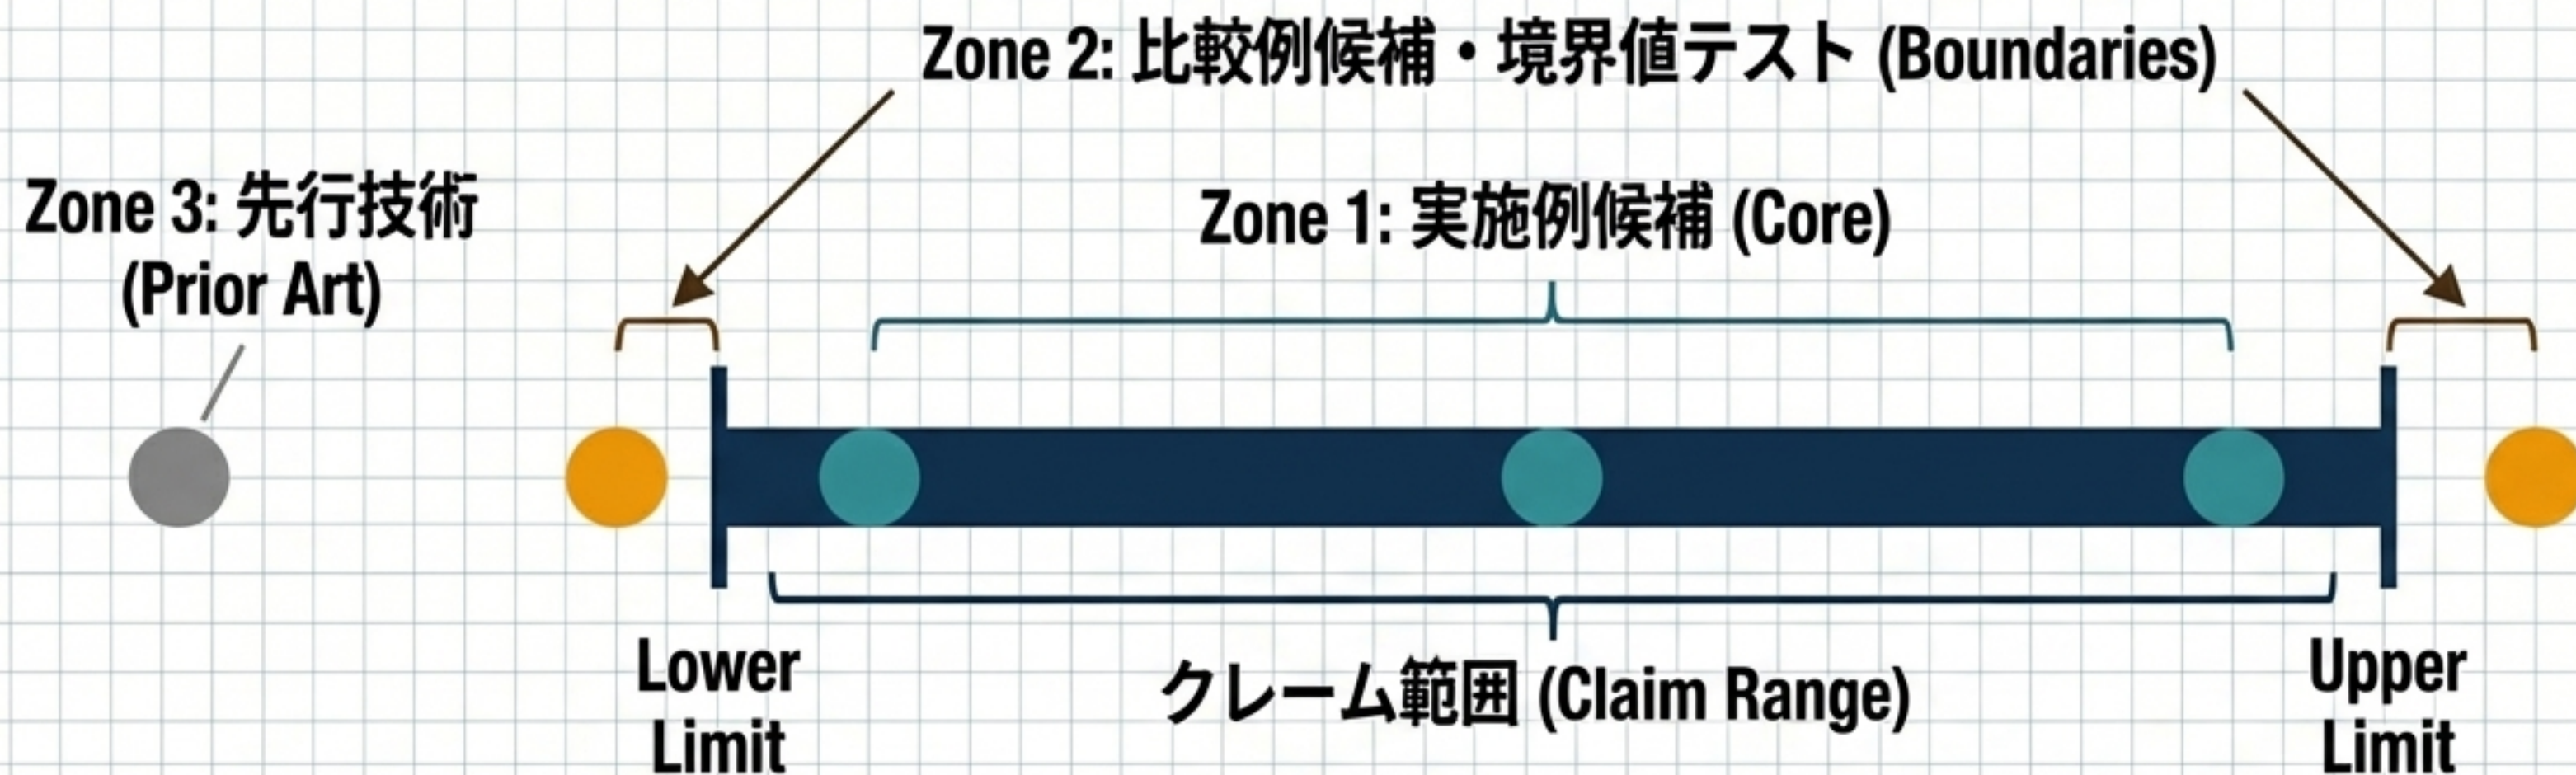 Zone 2: 比較例候補・境界値テスト (Boundaries)
Zone 3: 先行技術
(Prior Art)
Zone 1: 実施例候補 (Core)
Lower
Limit
クレーム範囲 (Claim Range)
Upper
Limit